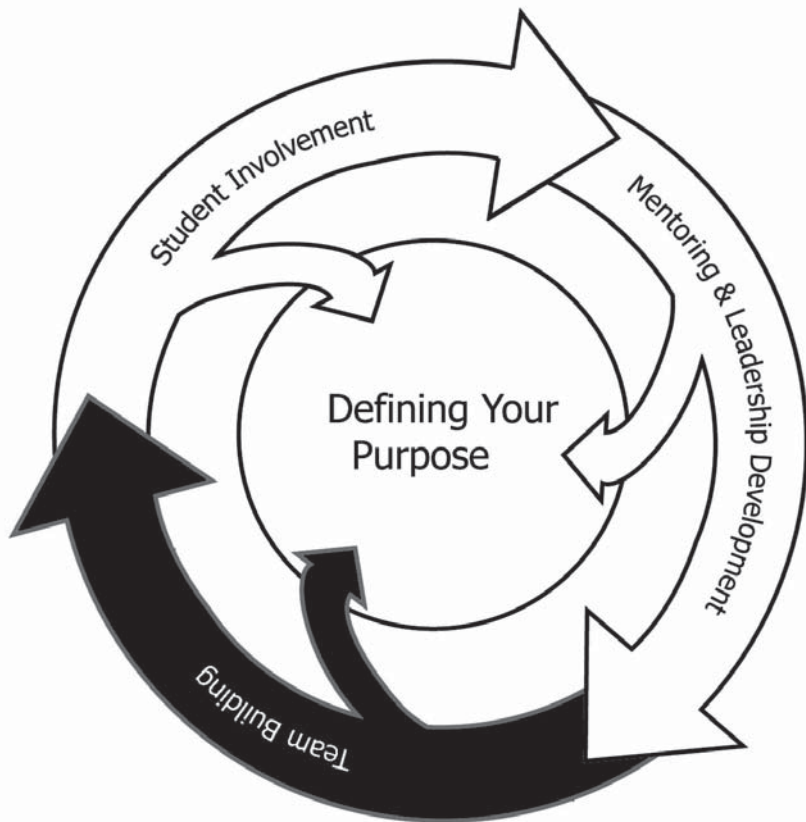 Student Involvement
Mentoring & Leadership Development
Defining Your
Purpose
Team Building